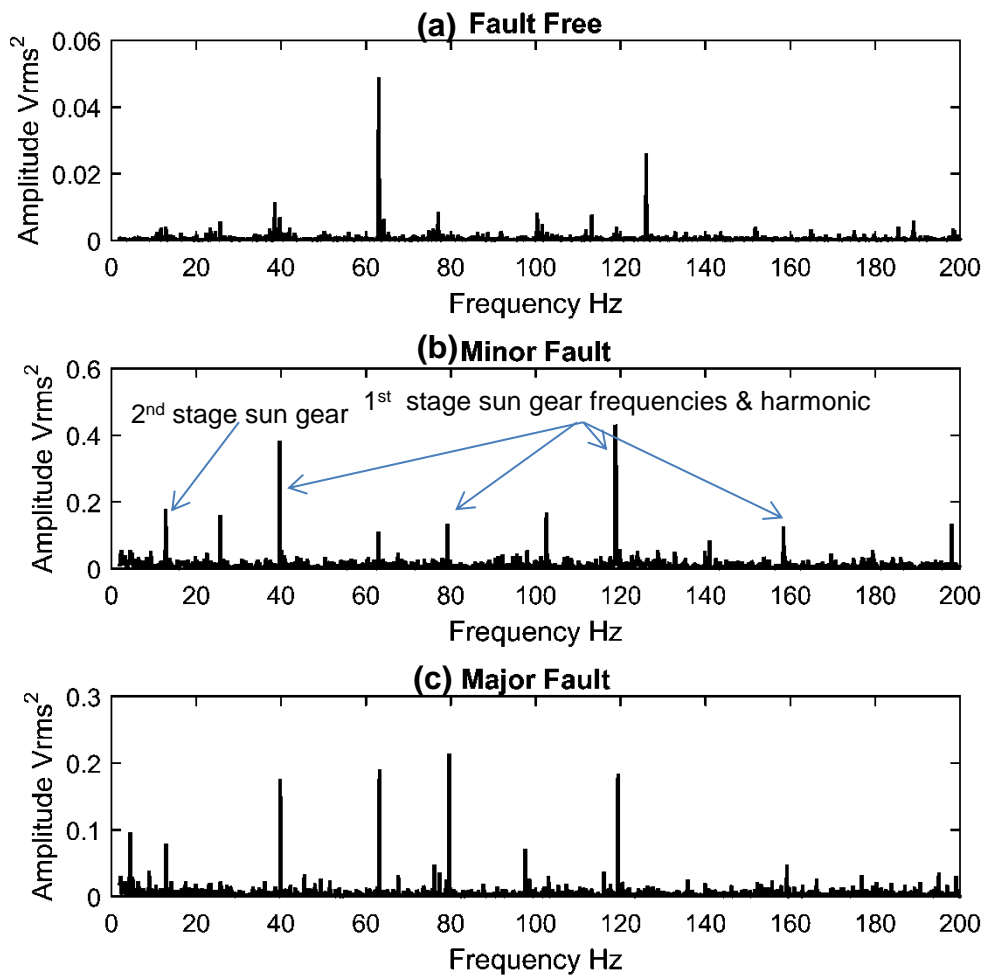 (a) Fault Free
Amplitude Vrms²
0.06
0.04
0.02
0
0 20 40 60 80 100 120 140 160 180 200
Frequency Hz
(b) Minor Fault
Amplitude Vrms²
0.6
0.4
0.2
0
2nd stage sun gear
1st stage sun gear frequencies & harmonic
0 20 40 60 80 100 120 140 160 180 200
Frequency Hz
(c) Major Fault
Amplitude Vrms²
0.3
0.2
0.1
0
0 20 40 60 80 100 120 140 160 180 200
Frequency Hz